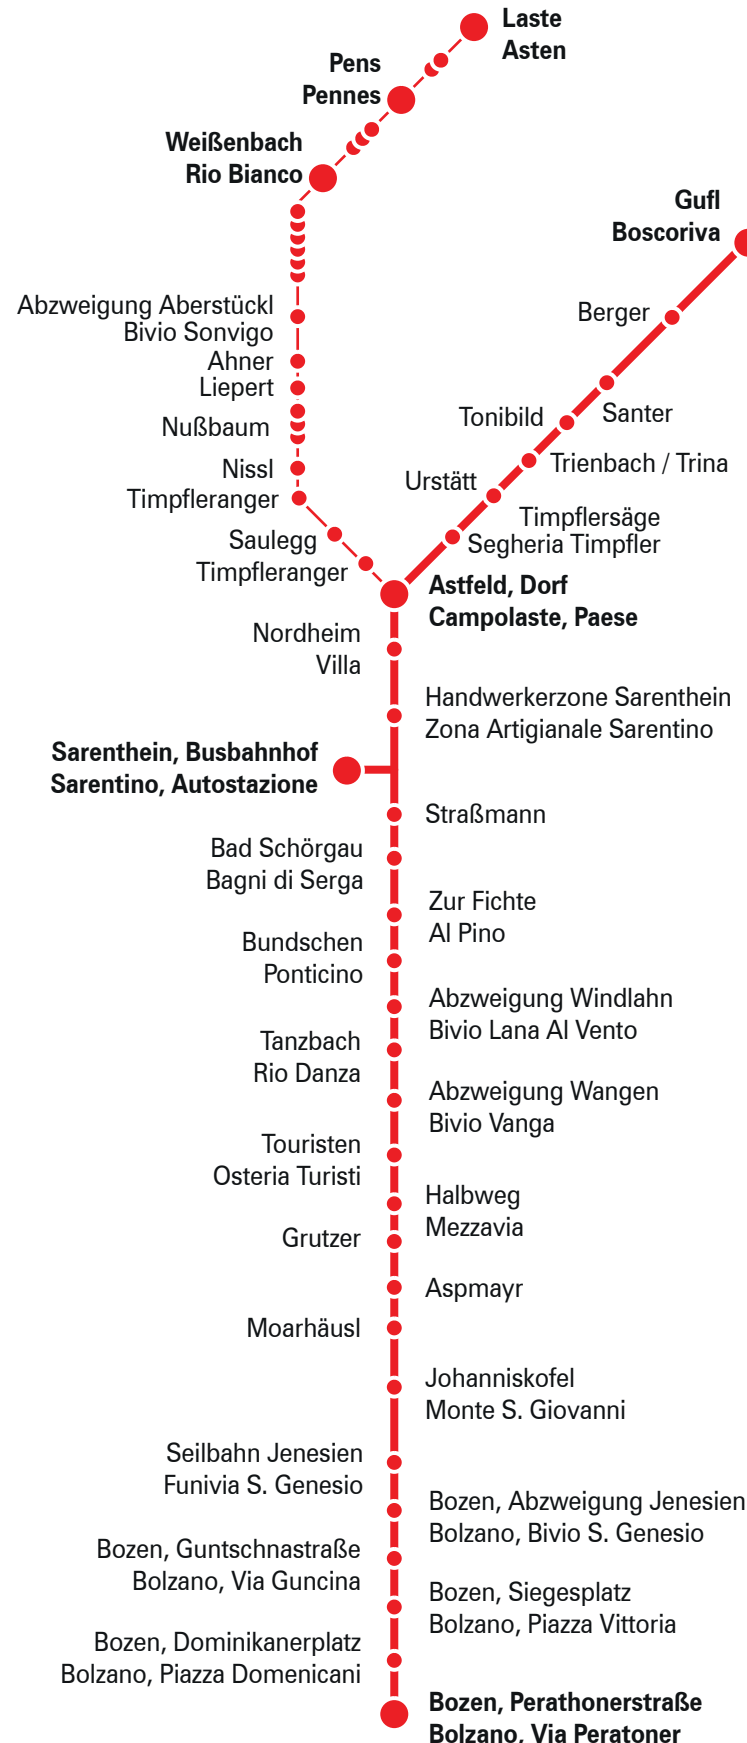 Laste
Asten
Pens
Pennes
Weißenbach
Rio Bianco
Gufl
Boscoriva
Abzweigung Aberstückl
Bivio Sonvigo
Berger
Ahner
Liepert
Santer
Tonibild
Nußbaum
Trienbach / Trina
Nissl
Urstätt
Timpfleranger
Timpflersäge
Segheria Timpfler
Saulegg
Timpfleranger
Astfeld, Dorf
Campolaste, Paese
Nordheim
Villa
Handwerkerzone Sarenthein
Zona Artigianale Sarentino
Sarenthein, Busbahnhof
Sarentino, Autostazione
Straßmann
Bad Schörgau
Bagni di Serga
Zur Fichte
Al Pino
Bundschen
Ponticino
Abzweigung Windlahn
Bivio Lana Al Vento
Tanzbach
Rio Danza
Abzweigung Wangen
Bivio Vanga
Touristen
Osteria Turisti
Halbweg
Mezzavia
Grutzer
Aspmayr
Moarhäusl
Johanniskofel
Monte S. Giovanni
Seilbahn Jenesien
Funivia S. Genesio
Bozen, Abzweigung Jenesien
Bolzano, Bivio S. Genesio
Bozen, Guntschnastraße
Bolzano, Via Guncina
Bozen, Siegesplatz
Bolzano, Piazza Vittoria
Bozen, Dominikanerplatz
Bolzano, Piazza Domenicani
Bozen, Perathonerstraße
Bolzano, Via Peratoner